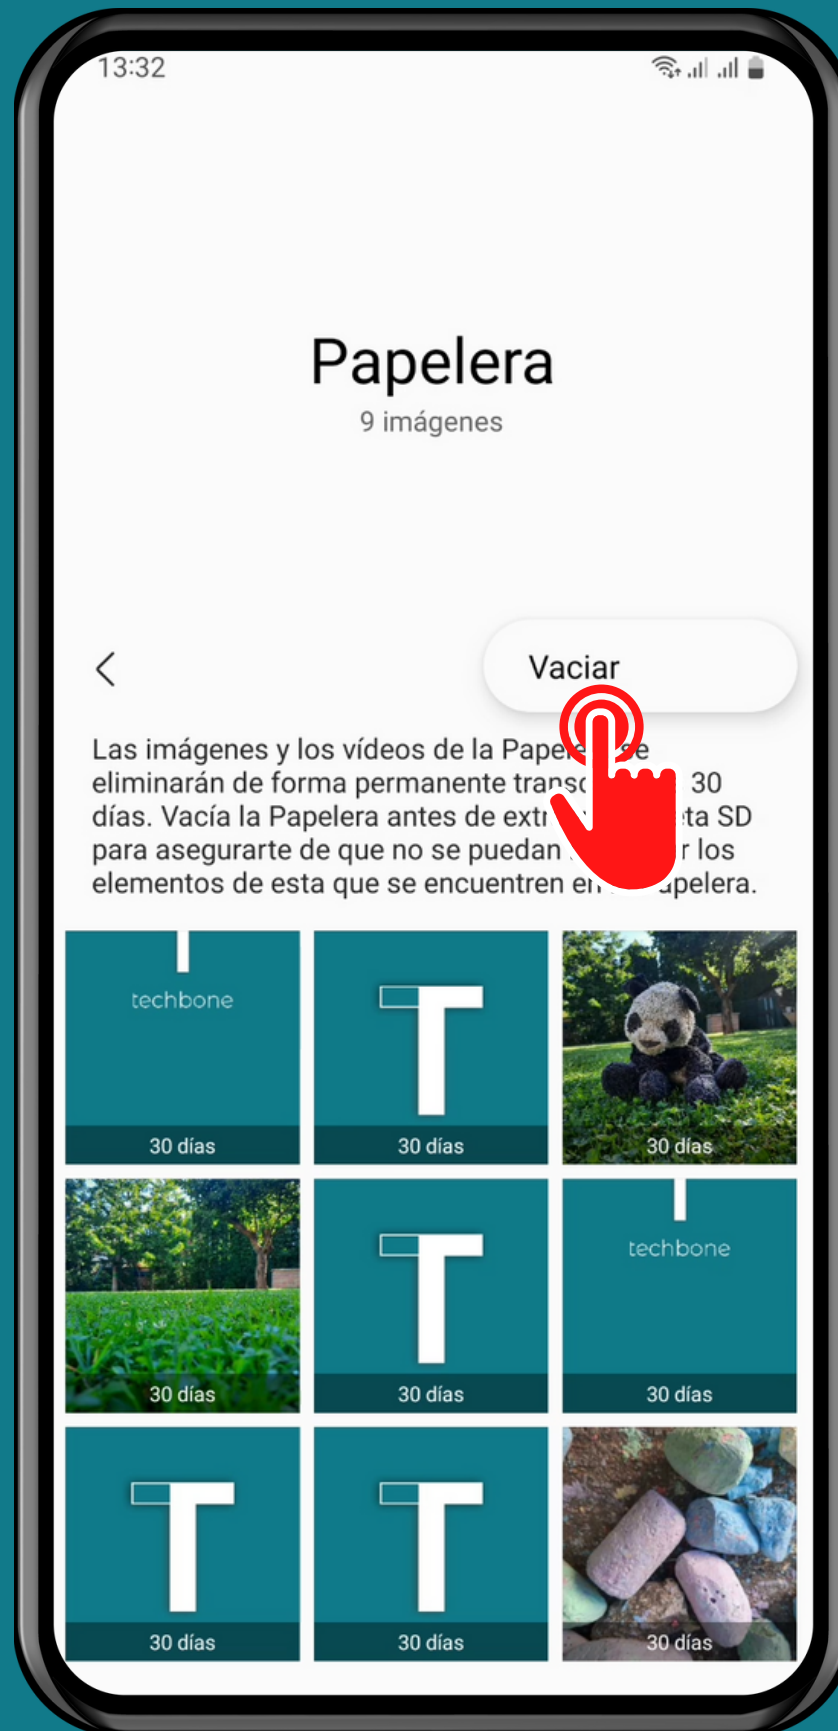 13:32
Papelera
9 imágenes
Vaciar
Las imágenes y los vídeos de la Pape se
eliminarán de forma permanente transc 30
días. Vacía la Papelera antes de ext ta SD
para asegurarte de que no se puedan r los
elementos de esta que se encuentren en apelera.
techbone
30 días
T
30 días
30 días
30 días
T
30 días
techbone
30 días
T
30 días
T
30 días
30 días